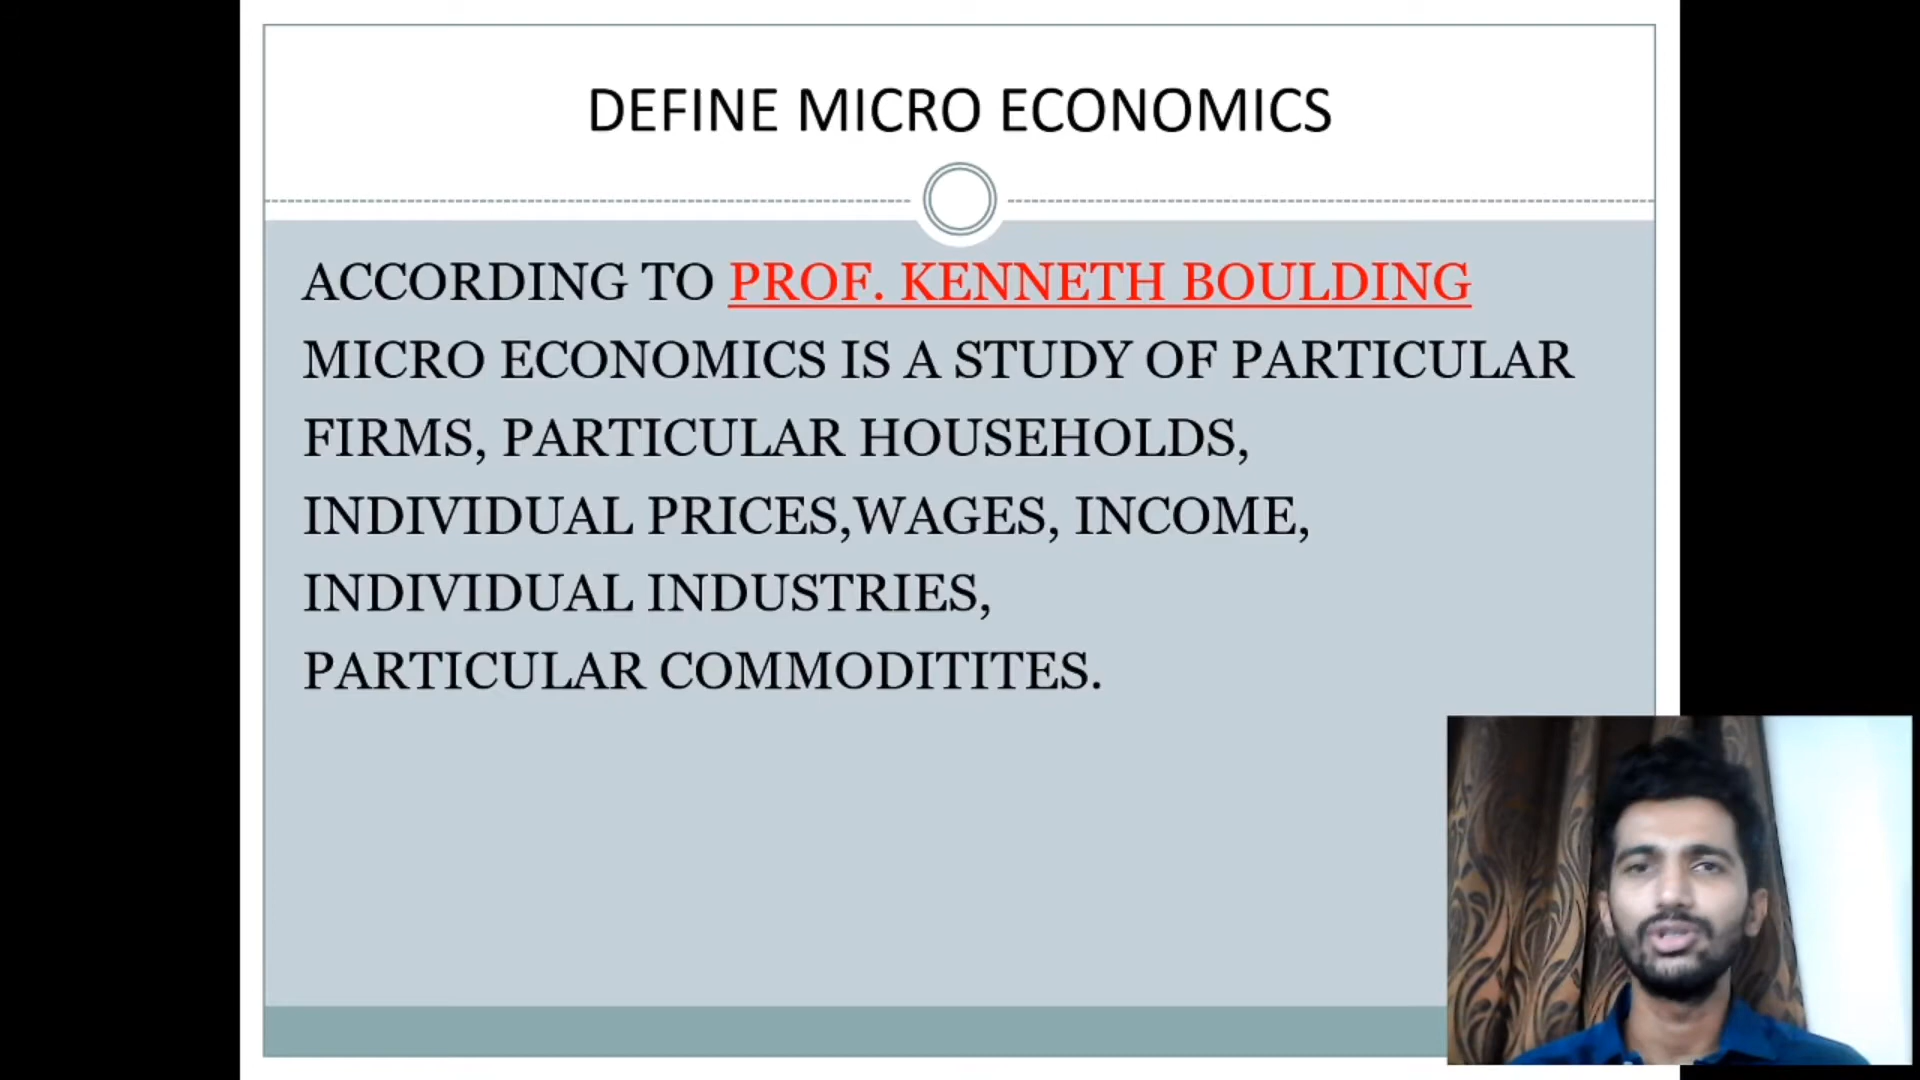 DEFINE MICRO ECONOMICS
ACCORDING TO PROF. KENNETH BOULDING
MICRO ECONOMICS IS A STUDY OF PARTICULAR
FIRMS, PARTICULAR HOUSEHOLDS,
INDIVIDUAL PRICES,WAGES, INCOME,
INDIVIDUAL INDUSTRIES,
PARTICULAR COMMODITITES.